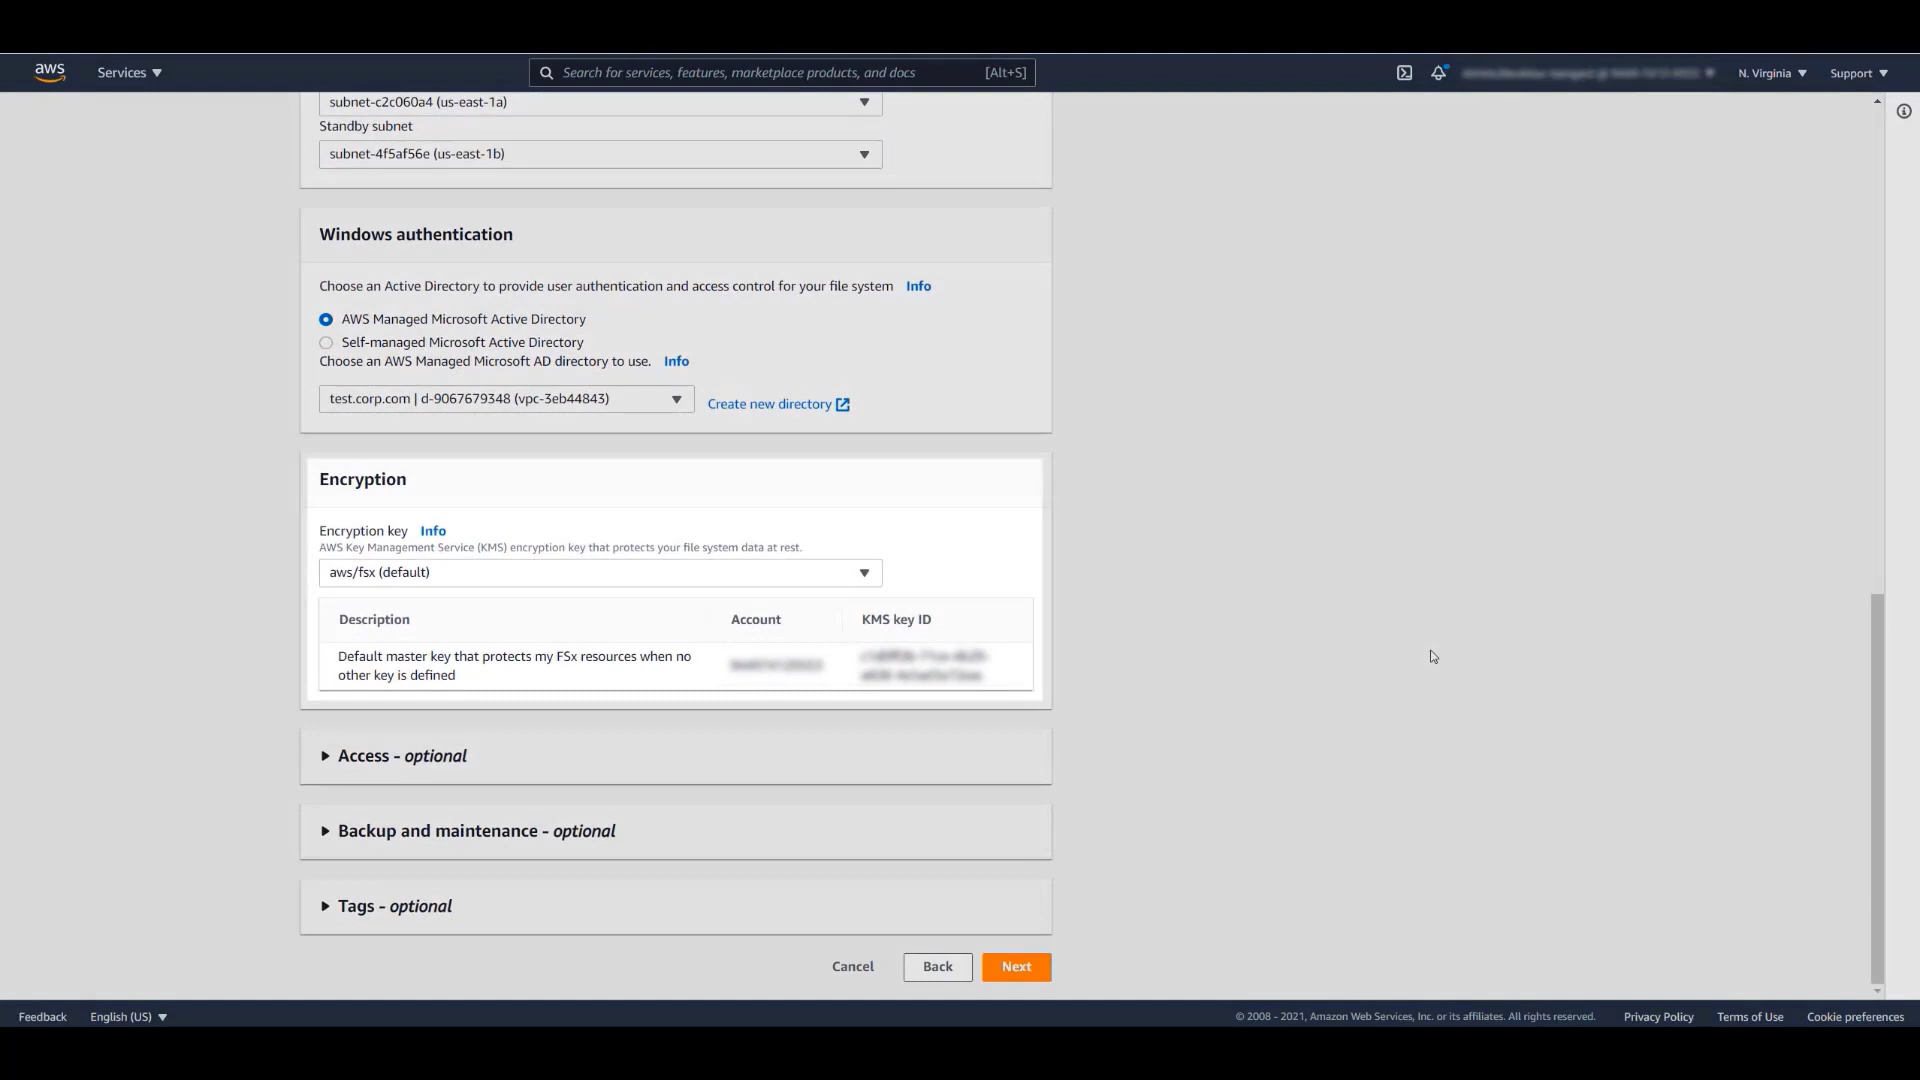 aws
Services
Search for services, features, marketplace products, and docs [Alt+S]
N. Virginia
Support
subnet-c2c060a4 (us-east-1a)
Standby subnet
subnet-4f5af56e (us-east-1b)
Windows authentication
Choose an Active Directory to provide user authentication and access control for your file system Info
AWS Managed Microsoft Active Directory
Self-managed Microsoft Active Directory
Choose an AWS Managed Microsoft AD directory to use. Info
test.corp.com | d-9067679348 (vpc-3eb44843)
Create new directory
Encryption
Encryption key Info
AWS Key Management Service (KMS) encryption key that protects your file system data at rest.
aws/fsx (default)
Description Account KMS key ID
Default master key that protects my FSx resources when no
other key is defined
Access - optional
Backup and maintenance - optional
Tags - optional
Cancel Back Next
Feedback English (US) © 2008 - 2021, Amazon Web Services, Inc. or its affiliates. All rights reserved. Privacy Policy Terms of Use Cookie preferences